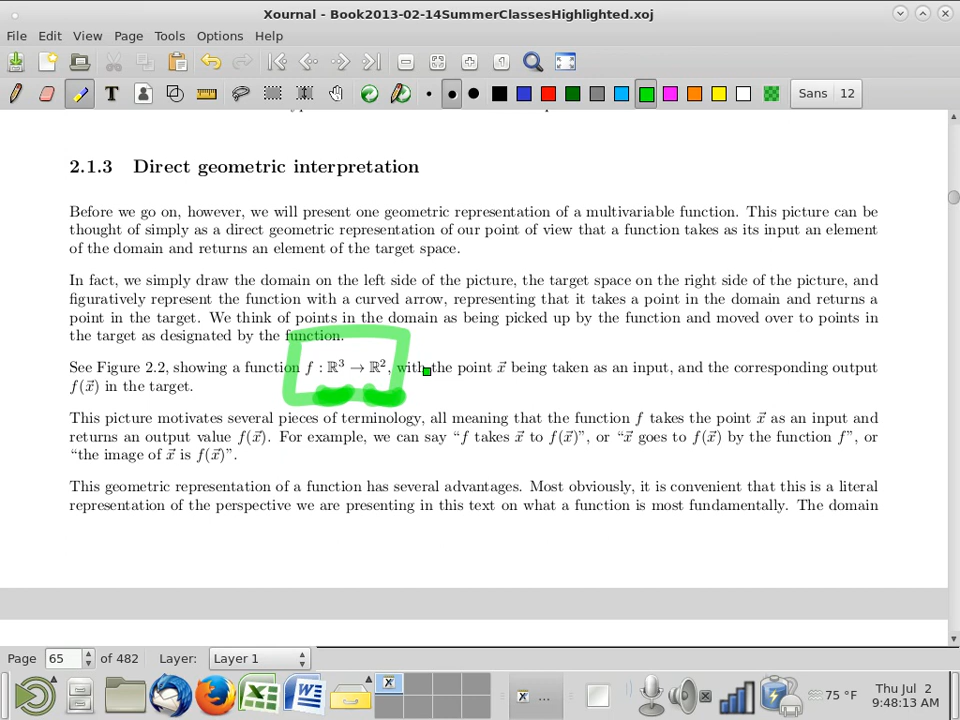 Xournal - Book2013-02-14SummerClassesHighlighted.xoj
File Edit View Page Tools Options Help
Sans 12
2.1.3 Direct geometric interpretation
Before we go on, however, we will present one geometric representation of a multivariable function. This picture can be
thought of simply as a direct geometric representation of our point of view that a function takes as its input an element
of the domain and returns an element of the target space.
In fact, we simply draw the domain on the left side of the picture, the target space on the right side of the picture, and
figuratively represent the function with a curved arrow, representing that it takes a point in the domain and returns a
point in the target. We think of points in the domain as being picked up by the function and moved over to points in
the target as designated by the function.
See Figure 2.2, showing a function f : ℝ³ → ℝ², with the point x⃗ being taken as an input, and the corresponding output
f(x⃗) in the target.
This picture motivates several pieces of terminology, all meaning that the function f takes the point x⃗ as an input and
returns an output value f(x⃗). For example, we can say “f takes x⃗ to f(x⃗)”, or “x⃗ goes to f(x⃗) by the function f”, or
“the image of x⃗ is f(x⃗)”.
This geometric representation of a function has several advantages. Most obviously, it is convenient that this is a literal
representation of the perspective we are presenting in this text on what a function is most fundamentally. The domain
Page 65 of 482 Layer: Layer 1
... 75 °F Thu Jul 2
9:48:13 AM